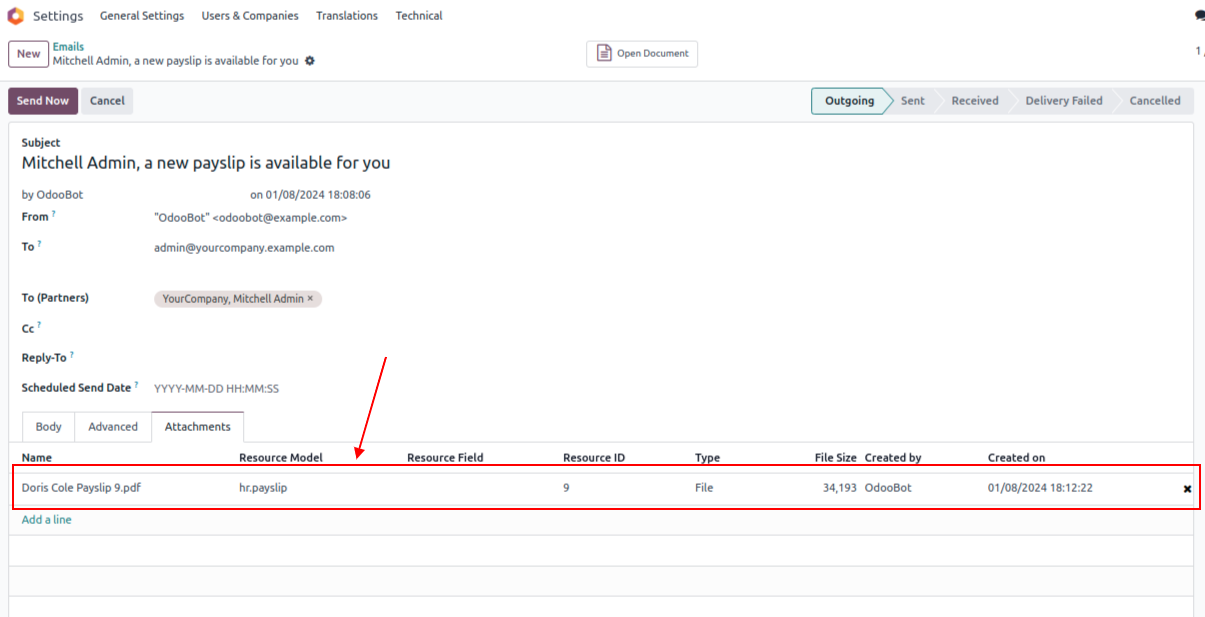 Settings General Settings Users & Companies Translations Technical
New Emails
Mitchell Admin, a new payslip is available for you
Open Document
1
Send Now Cancel
Outgoing Sent Received Delivery Failed Cancelled
Subject
Mitchell Admin, a new payslip is available for you
by OdooBot on 01/08/2024 18:08:06
From ? "OdooBot" <odoobot@example.com>
To ? admin@yourcompany.example.com
To (Partners) YourCompany, Mitchell Admin ×
Cc ?
Reply-To ?
Scheduled Send Date ? YYYY-MM-DD HH:MM:SS
Body Advanced Attachments
Name Resource Model Resource Field Resource ID Type File Size Created by Created on
Doris Cole Payslip 9.pdf hr.payslip 9 File 34,193 OdooBot 01/08/2024 18:12:22
Add a line